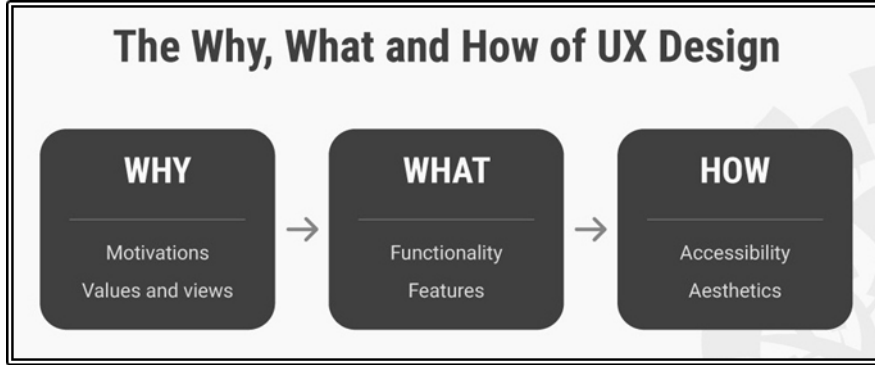 The Why, What and How of UX Design
WHY
Motivations
Values and views
WHAT
Functionality
Features
HOW
Accessibility
Aesthetics